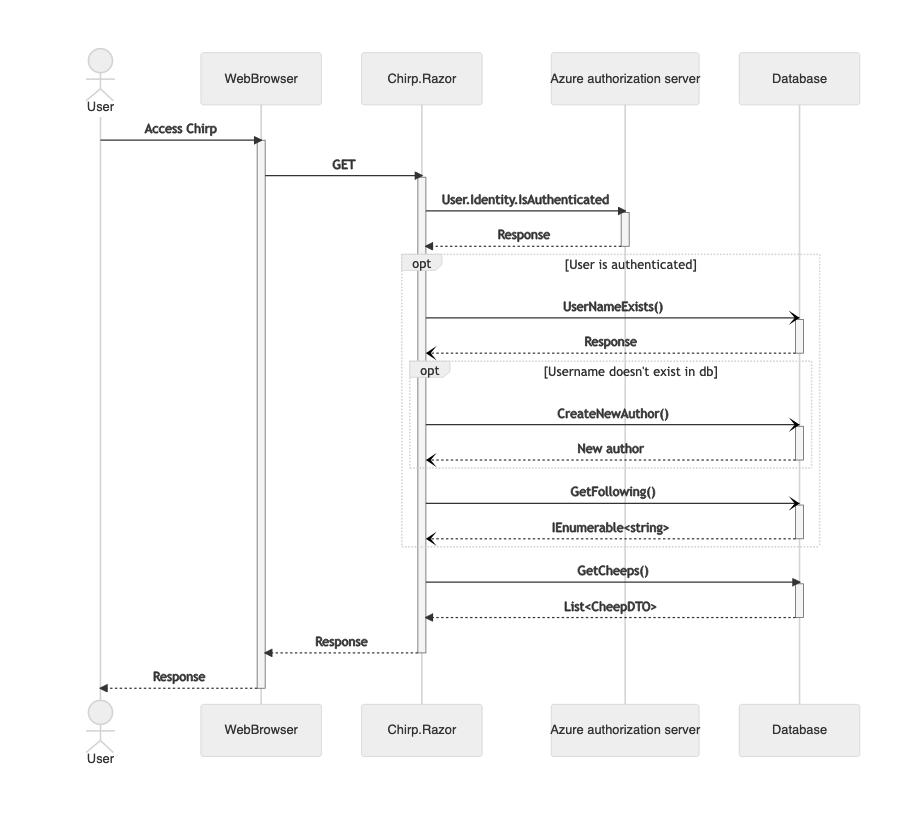 User
WebBrowser
Chirp.Razor
Azure authorization server
Database
Access Chirp
GET
User.Identity.IsAuthenticated
Response
opt
[User is authenticated]
UserNameExists()
Response
opt
[Username doesn't exist in db]
CreateNewAuthor()
New author
GetFollowing()
IEnumerable<string>
GetCheeps()
List<CheepDTO>
Response
Response
User
WebBrowser
Chirp.Razor
Azure authorization server
Database